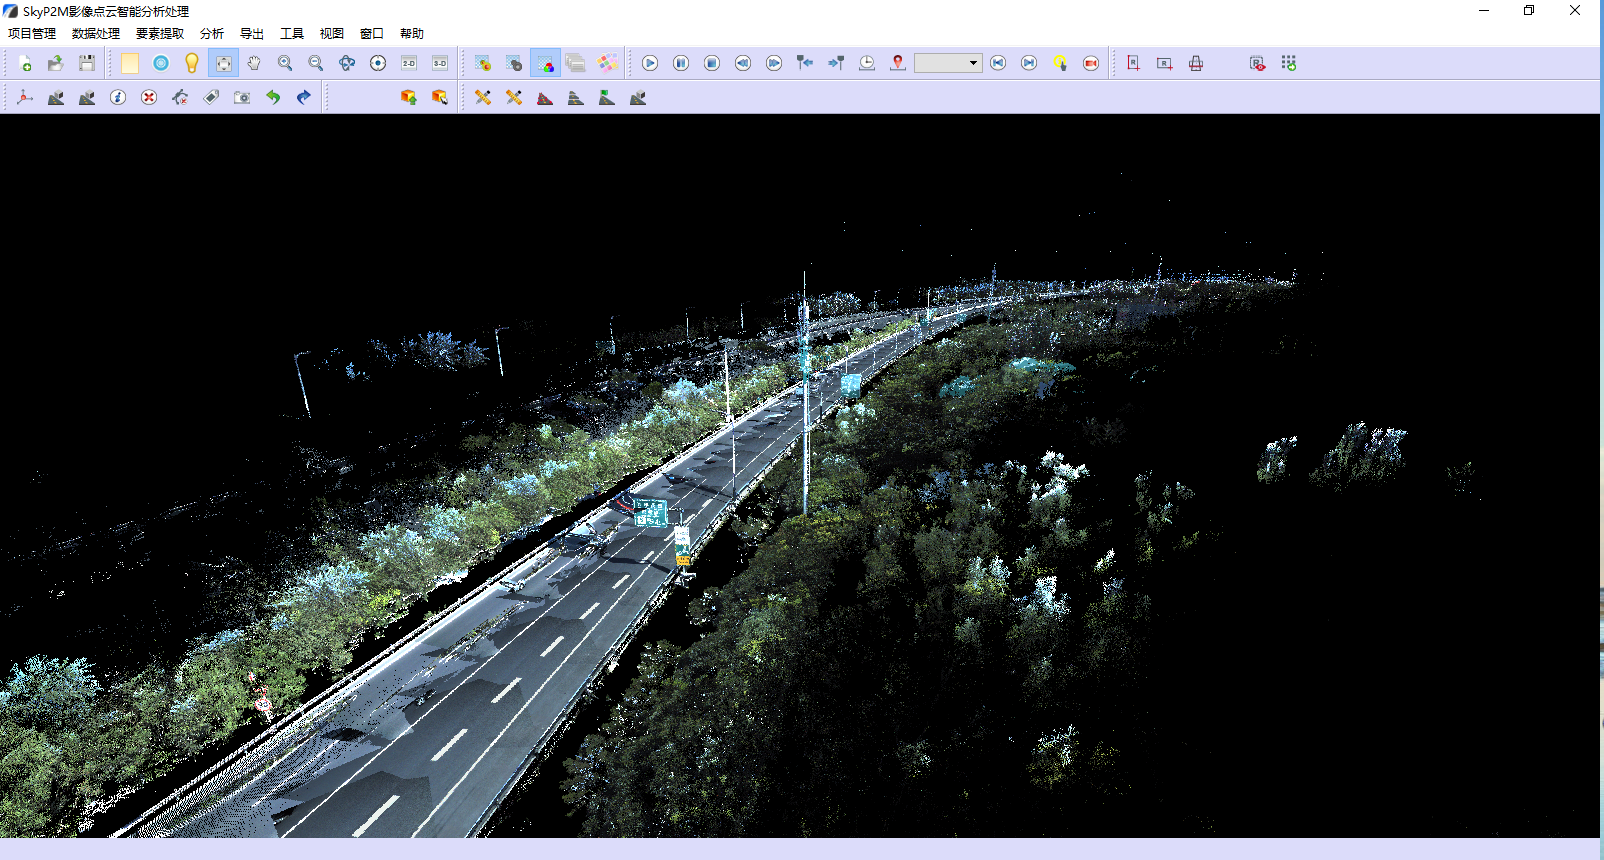 SkyP2M影像点云智能分析处理
项目管理 数据处理 要素提取 分析 导出 工具 视图 窗口 帮助
2-D 3-D R R R